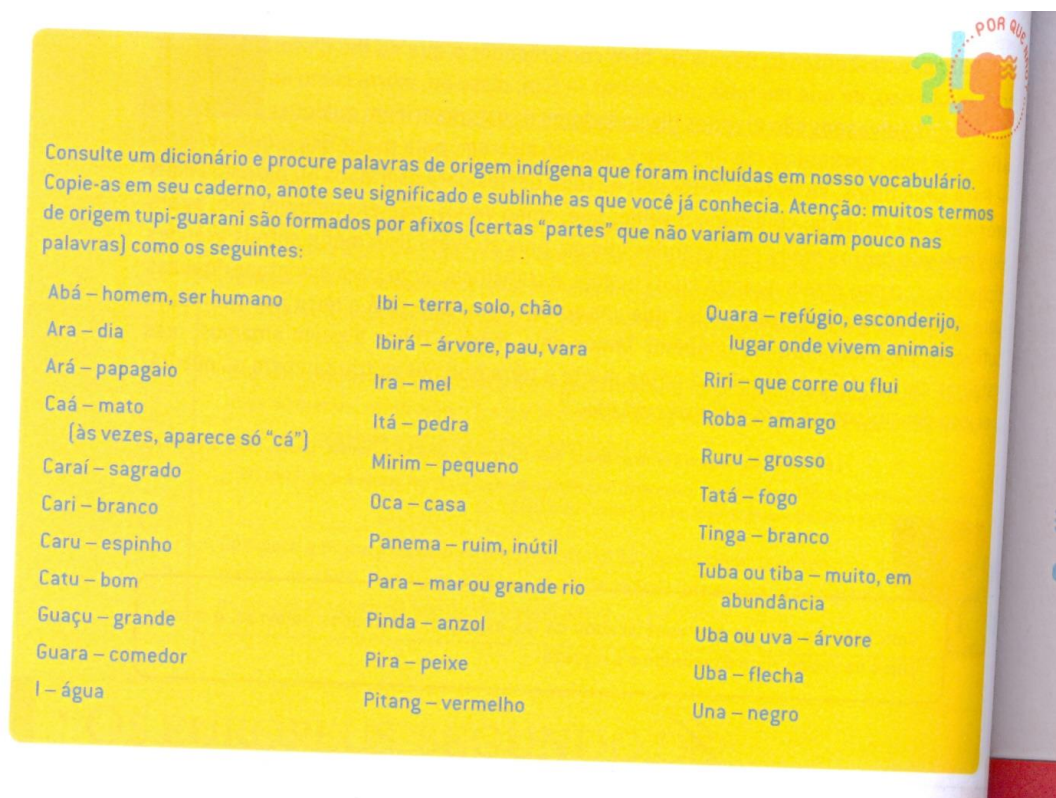 POR QUE NÃO?
Consulte um dicionário e procure palavras de origem indígena que foram incluídas em nosso vocabulário.
Copie-as em seu caderno, anote seu significado e sublinhe as que você já conhecia. Atenção: muitos termos
de origem tupi-guarani são formados por afixos (certas “partes” que não variam ou variam pouco nas
palavras) como os seguintes:
Abá – homem, ser humano
Ara – dia
Ará – papagaio
Caá – mato
(às vezes, aparece só “cá”)
Caraí – sagrado
Cari – branco
Caru – espinho
Catu – bom
Guaçu – grande
Guara – comedor
I – água
Ibi – terra, solo, chão
Ibirá – árvore, pau, vara
Ira – mel
Itá – pedra
Mirim – pequeno
Oca – casa
Panema – ruim, inútil
Para – mar ou grande rio
Pinda – anzol
Pira – peixe
Pitang – vermelho
Quara – refúgio, esconderijo,
lugar onde vivem animais
Riri – que corre ou flui
Roba – amargo
Ruru – grosso
Tatá – fogo
Tinga – branco
Tuba ou tiba – muito, em
abundância
Uba ou uva – árvore
Uba – flecha
Una – negro